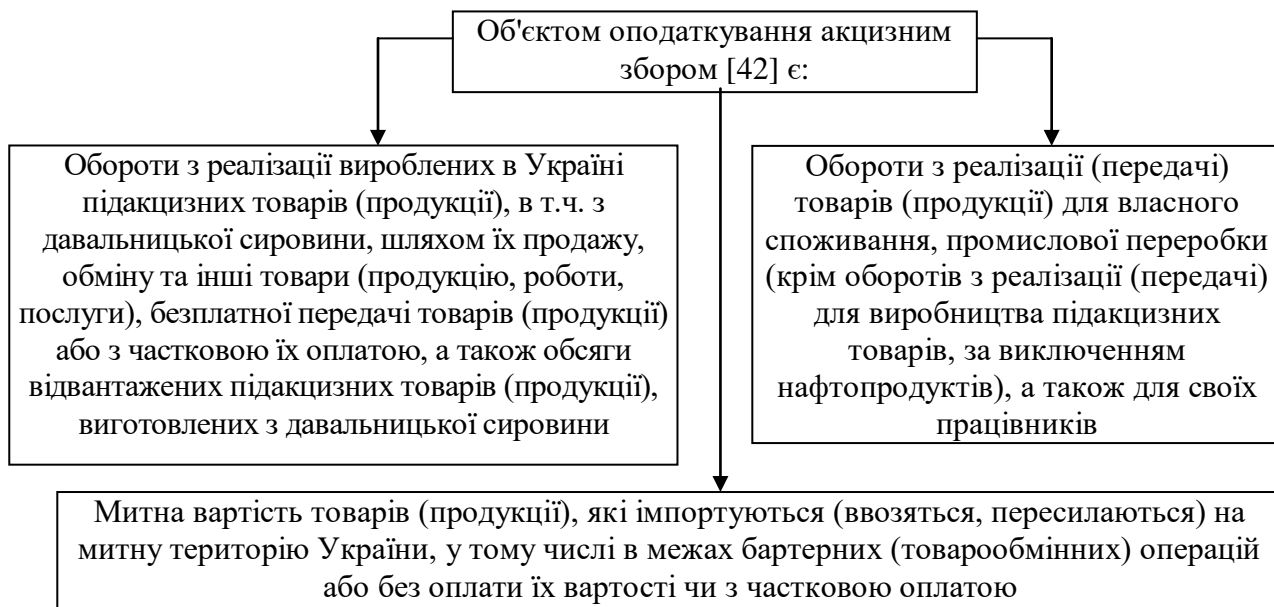 Об'єктом оподаткування акцизним
збором [42] є:
Обороти з реалізації вироблених в Україні
підакцизних товарів (продукції), в т.ч. з
давальницької сировини, шляхом їх продажу,
обміну та інші товари (продукцію, роботи,
послуги), безплатної передачі товарів (продукції)
або з частковою їх оплатою, а також обсяги
відвантажених підакцизних товарів (продукції),
виготовлених з давальницької сировини
Обороти з реалізації (передачі)
товарів (продукції) для власного
споживання, промислової переробки
(крім оборотів з реалізації (передачі)
для виробництва підакцизних
товарів, за виключенням
нафтопродуктів), а також для своїх
працівників
Митна вартість товарів (продукції), які імпортуються (ввозяться, пересилаються) на
митну територію України, у тому числі в межах бартерних (товарообмінних) операцій
або без оплати їх вартості чи з частковою оплатою